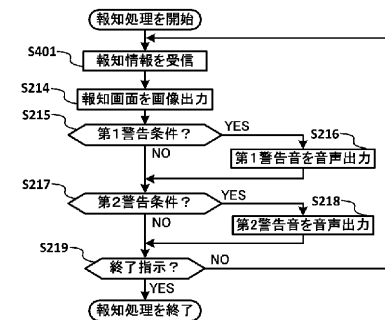 報知処理を開始
S401
報知情報を受信
S214
報知画面を画像出力
S215
第1警告条件？
YES
S216
第1警告音を音声出力
NO
S217
第2警告条件？
YES
S218
第2警告音を音声出力
NO
S219
終了指示？
NO
YES
報知処理を終了